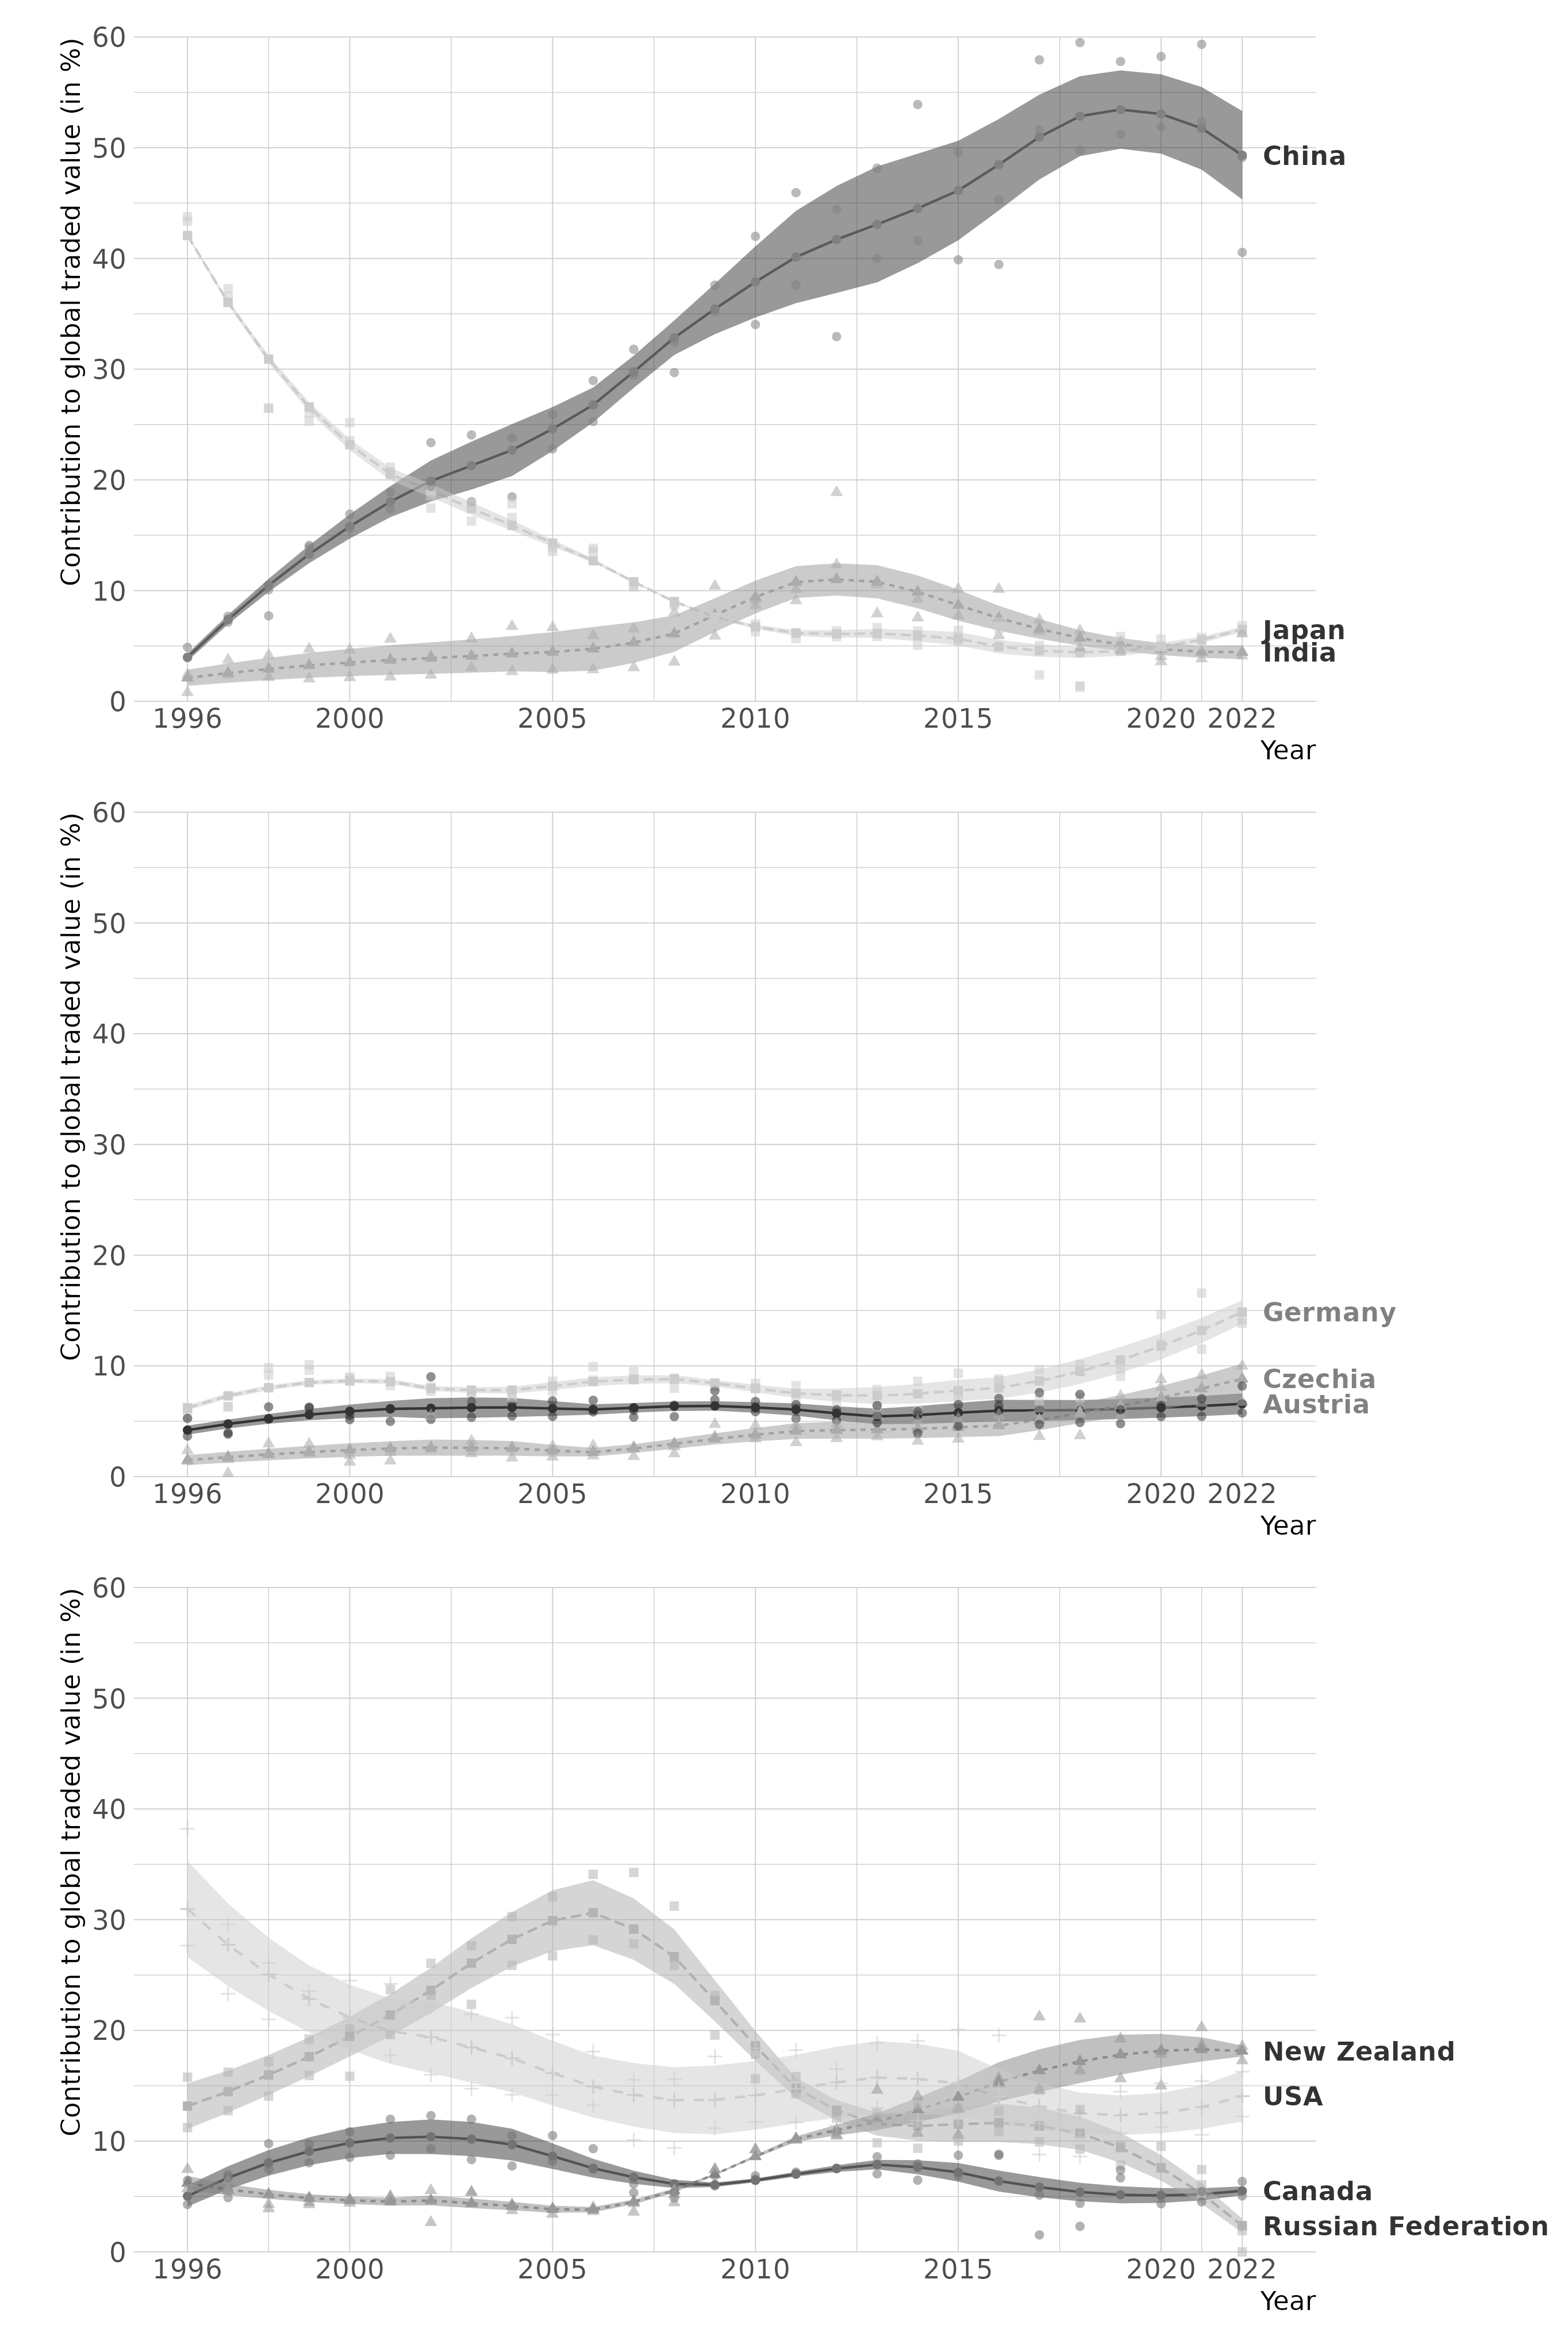 Contribution to global traded value (in %)
60
50
40
30
20
10
0
China
Japan
India
1996 2000 2005 2010 2015 2020 2022
Year
Contribution to global traded value (in %)
60
50
40
30
20
10
0
Germany
Czechia
Austria
1996 2000 2005 2010 2015 2020 2022
Year
Contribution to global traded value (in %)
60
50
40
30
20
10
0
New Zealand
USA
Canada
Russian Federation
1996 2000 2005 2010 2015 2020 2022
Year